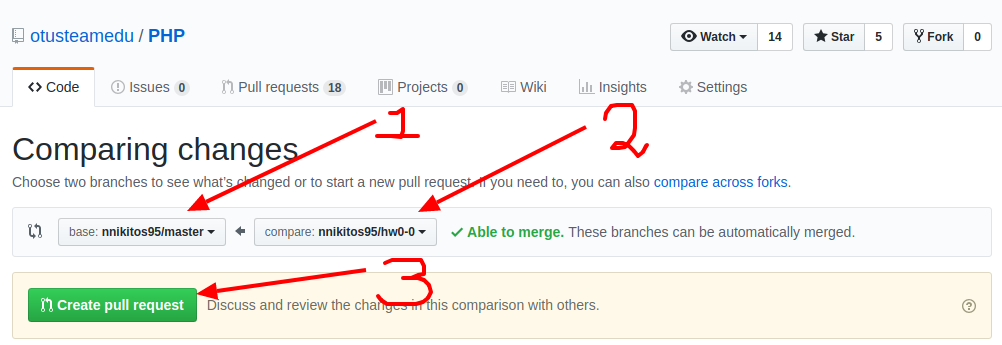 otusteamedu / PHP
Watch 14 Star 5 Fork 0
Code Issues 0 Pull requests 18 Projects 0 Wiki Insights Settings
1 2
Comparing changes
Choose two branches to see what's changed or to start a new pull request. If you need to, you can also compare across forks.
base: nnikitos95/master compare: nnikitos95/hw0-0 Able to merge. These branches can be automatically merged.
3
Create pull request Discuss and review the changes in this comparison with others.